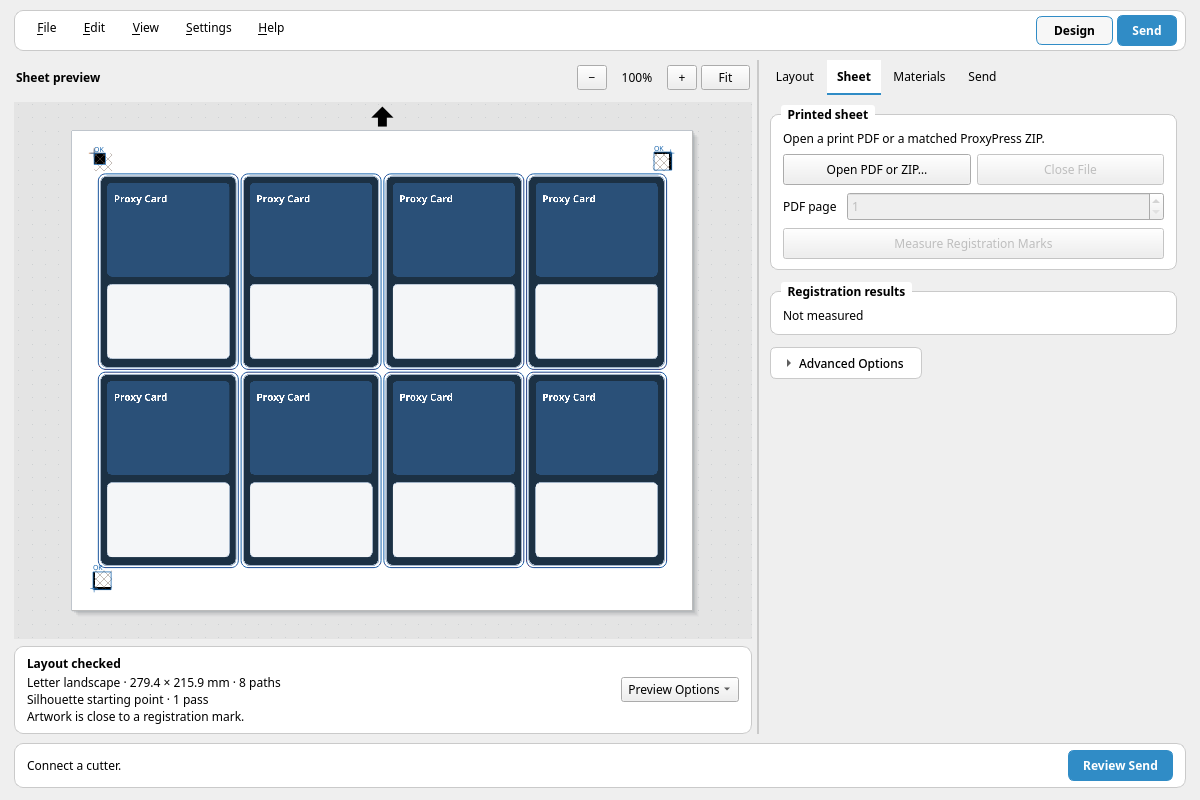 File Edit View Settings Help
Design Send
Sheet preview
− 100% + Fit
Layout Sheet Materials Send
OK OK
Proxy Card Proxy Card Proxy Card Proxy Card
Proxy Card Proxy Card Proxy Card Proxy Card
OK
Printed sheet
Open a print PDF or a matched ProxyPress ZIP.
Open PDF or ZIP... Close File
PDF page 1
Measure Registration Marks
Registration results
Not measured
Advanced Options
Layout checked
Letter landscape · 279.4 × 215.9 mm · 8 paths
Silhouette starting point · 1 pass
Artwork is close to a registration mark.
Preview Options
Connect a cutter.
Review Send